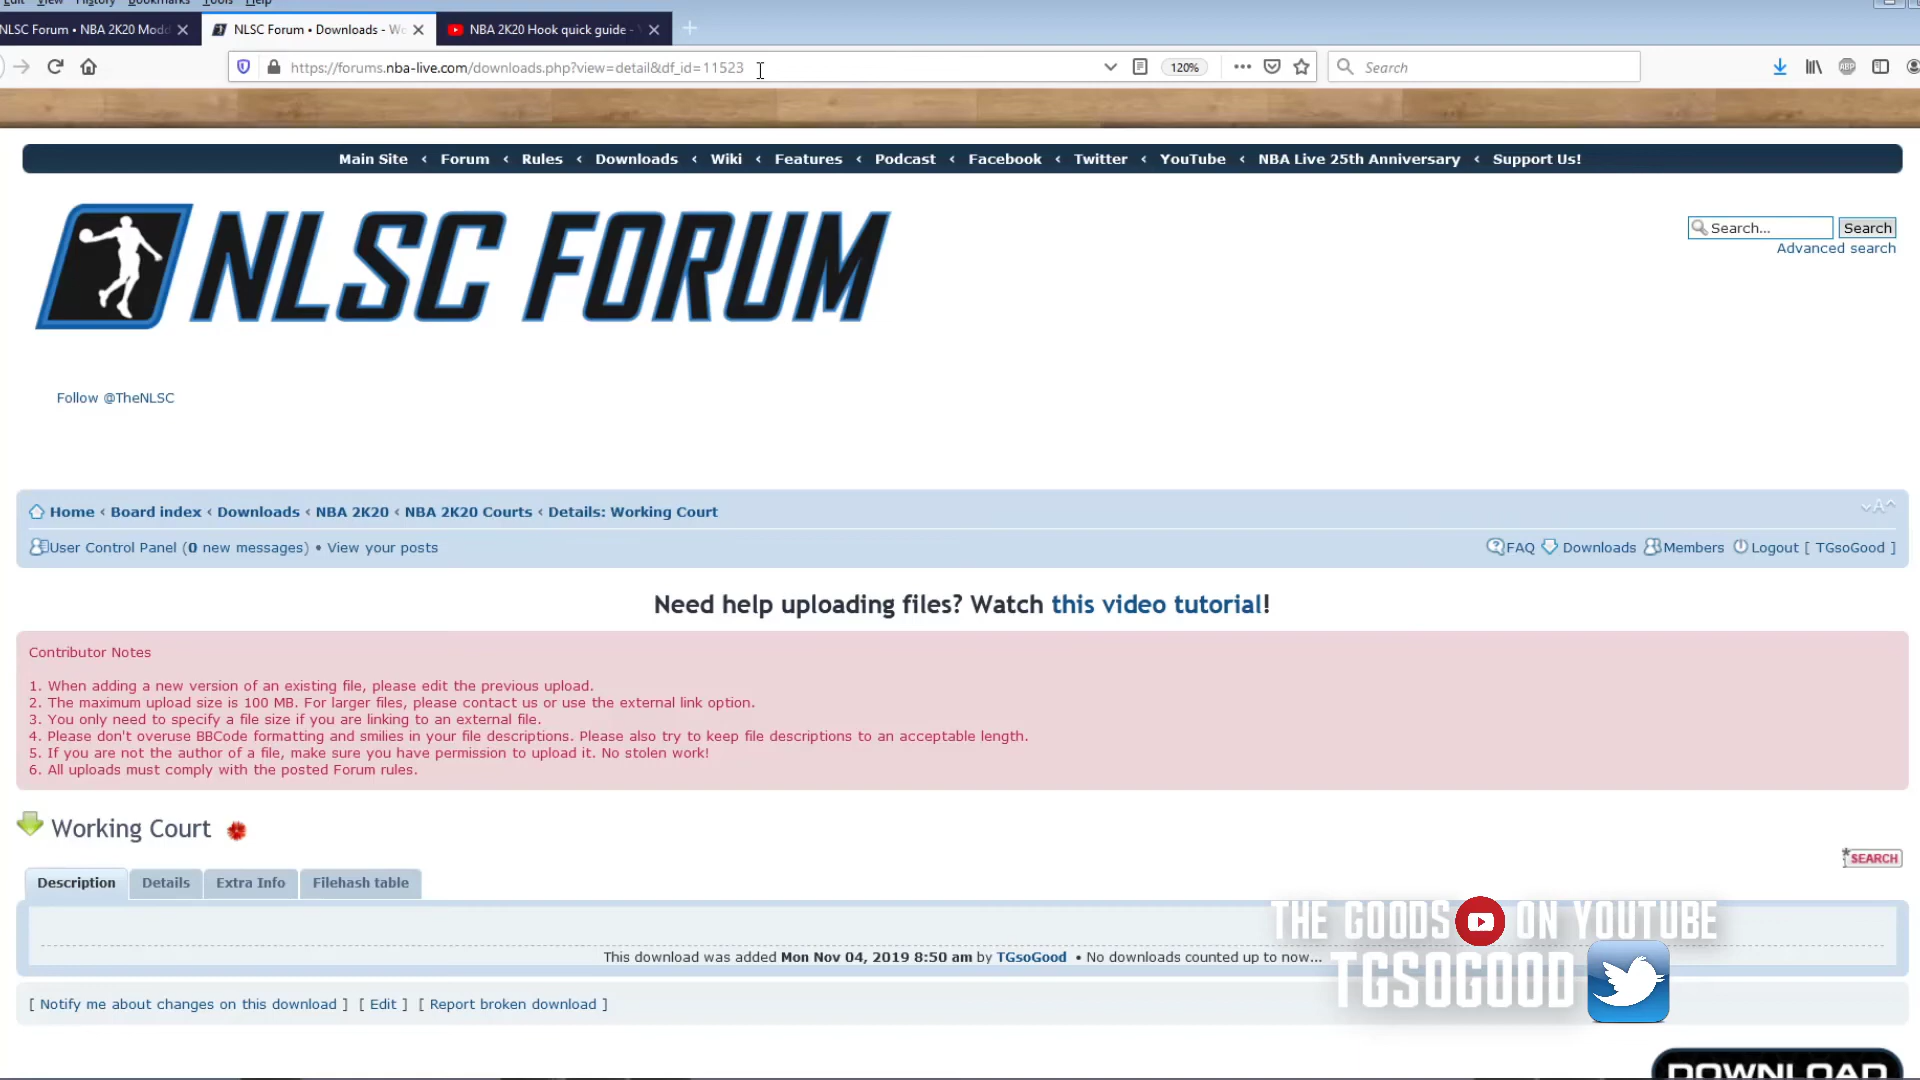 Edit View History Bookmarks Tools Help
NLSC Forum • NBA 2K20 Modd
NLSC Forum • Downloads - Wo
NBA 2K20 Hook quick guide -
https://forums.nba-live.com/downloads.php?view=detail&df_id=11523
120%
Search
ABP
Main Site ‹ Forum ‹ Rules ‹ Downloads ‹ Wiki ‹ Features ‹ Podcast ‹ Facebook ‹ Twitter ‹ YouTube ‹ NBA Live 25th Anniversary ‹ Support Us!
NLSC FORUM
Search... Search
Advanced search
Follow @TheNLSC
Home ‹ Board index ‹ Downloads ‹ NBA 2K20 ‹ NBA 2K20 Courts ‹ Details: Working Court
A
User Control Panel (0 new messages) • View your posts
FAQ Downloads Members Logout [ TGsoGood ]
Need help uploading files? Watch this video tutorial!
Contributor Notes
1. When adding a new version of an existing file, please edit the previous upload.
2. The maximum upload size is 100 MB. For larger files, please contact us or use the external link option.
3. You only need to specify a file size if you are linking to an external file.
4. Please don't overuse BBCode formatting and smilies in your file descriptions. Please also try to keep file descriptions to an acceptable length.
5. If you are not the author of a file, make sure you have permission to upload it. No stolen work!
6. All uploads must comply with the posted Forum rules.
Working Court
*SEARCH
Description Details Extra Info Filehash table
THE GOODS ON YOUTUBE
This download was added Mon Nov 04, 2019 8:50 am by TGsoGood • No downloads counted up to now...
TGSOGOOD
[ Notify me about changes on this download ] [ Edit ] [ Report broken download ]
DOWNLOAD